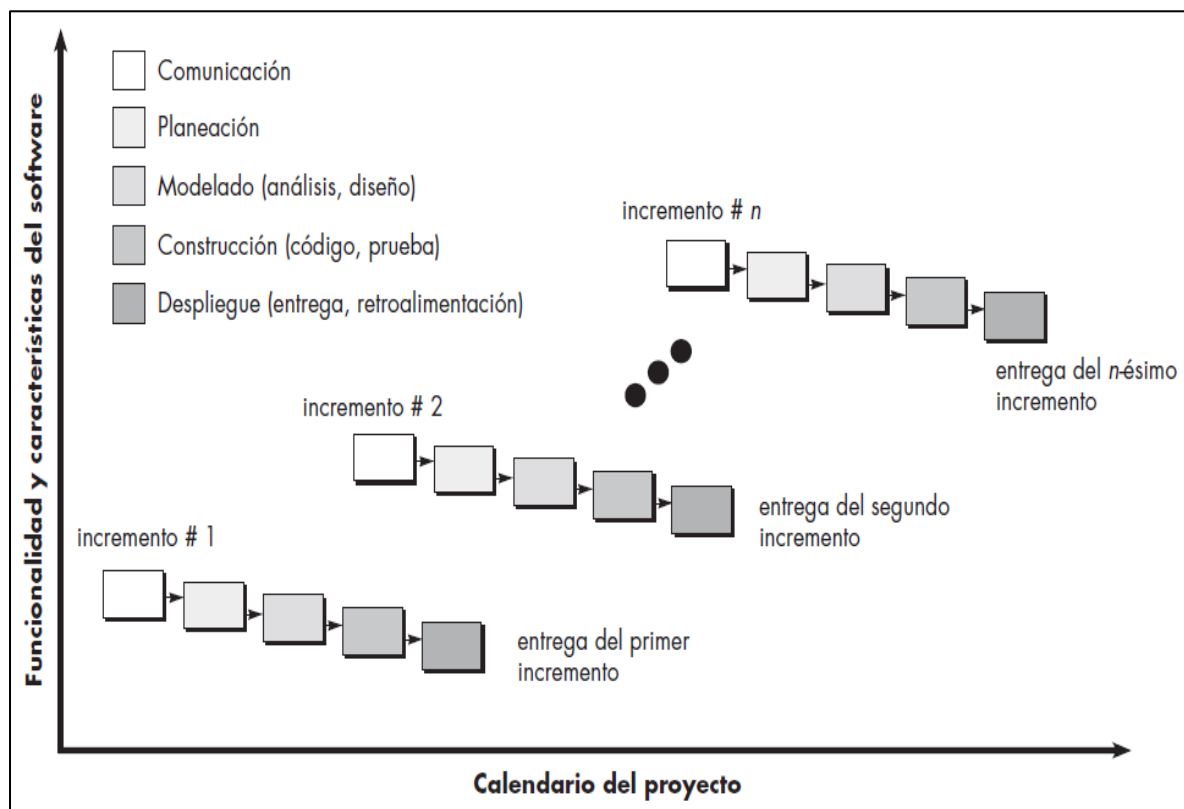 Funcionalidad y características del software
Comunicación
Planeación
Modelado (análisis, diseño)
Construcción (código, prueba)
Despliegue (entrega, retroalimentación)
incremento # n
entrega del n-ésimo
incremento
incremento # 2
entrega del segundo
incremento
incremento # 1
entrega del primer
incremento
Calendario del proyecto